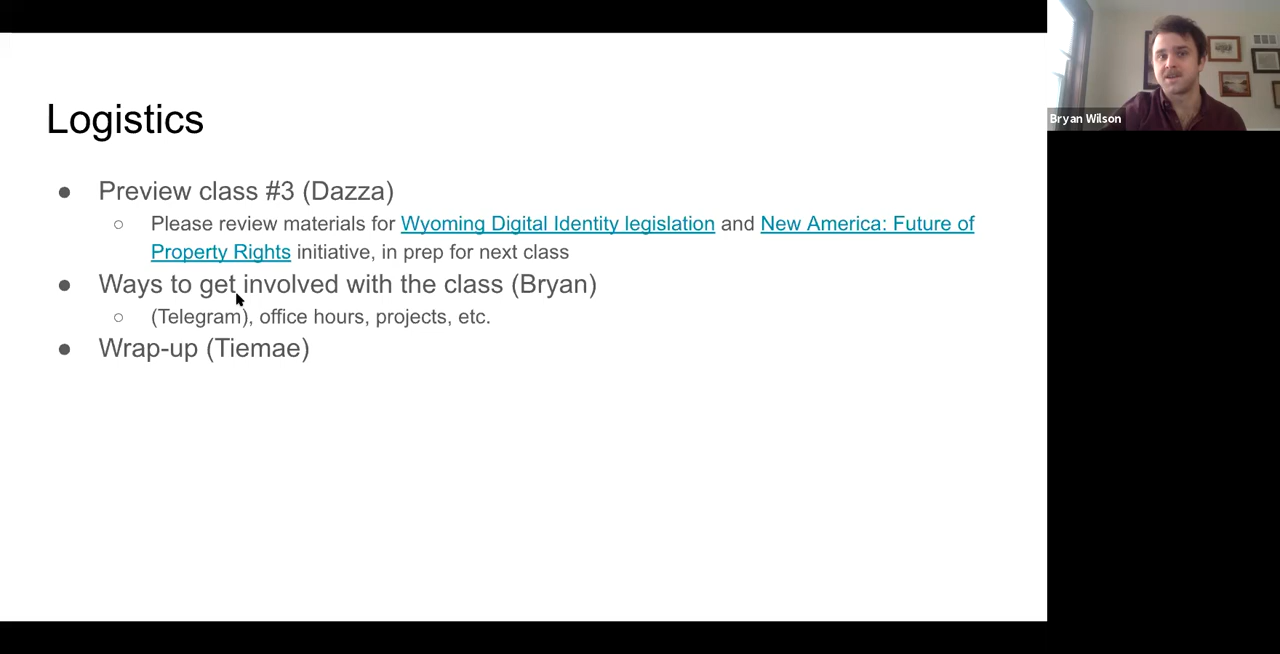 Logistics
● Preview class #3 (Dazza)
○ Please review materials for Wyoming Digital Identity legislation and New America: Future of
Property Rights initiative, in prep for next class
● Ways to get involved with the class (Bryan)
○ (Telegram), office hours, projects, etc.
● Wrap-up (Tiemae)
Bryan Wilson